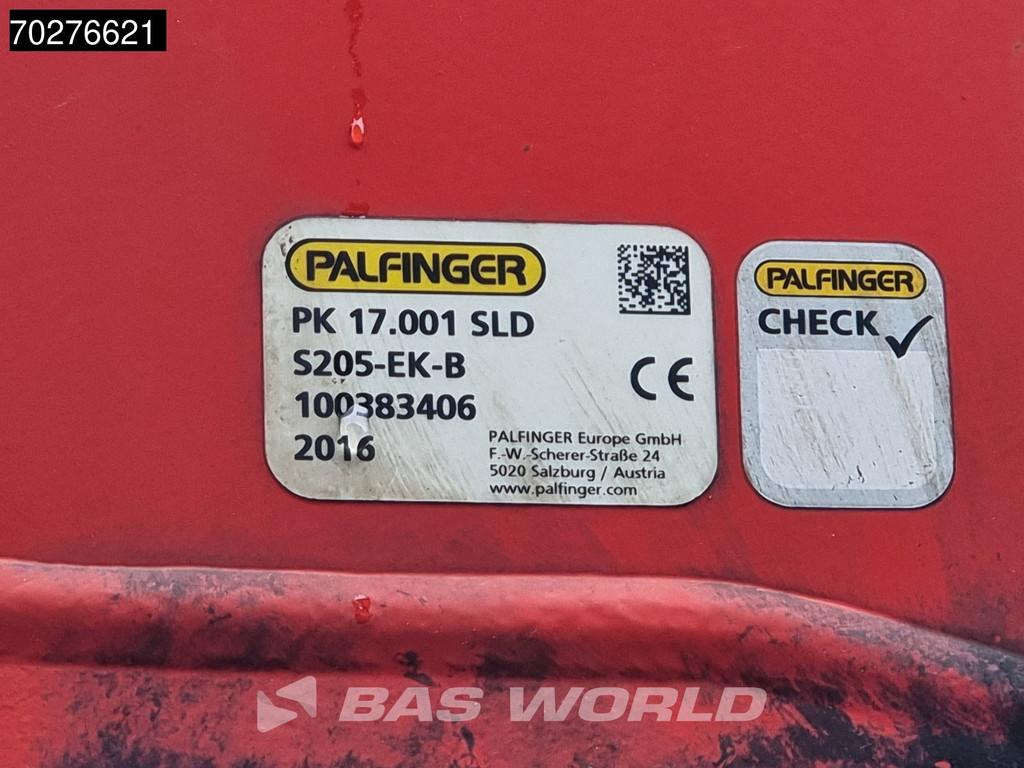 70276621
PALFINGER
PK 17.001 SLD
S205-EK-B
100383406
2016
PALFINGER Europe GmbH
F.-W.-Scherer-Straße 24
5020 Salzburg / Austria
www.palfinger.com
CE
PALFINGER
CHECK
BAS WORLD